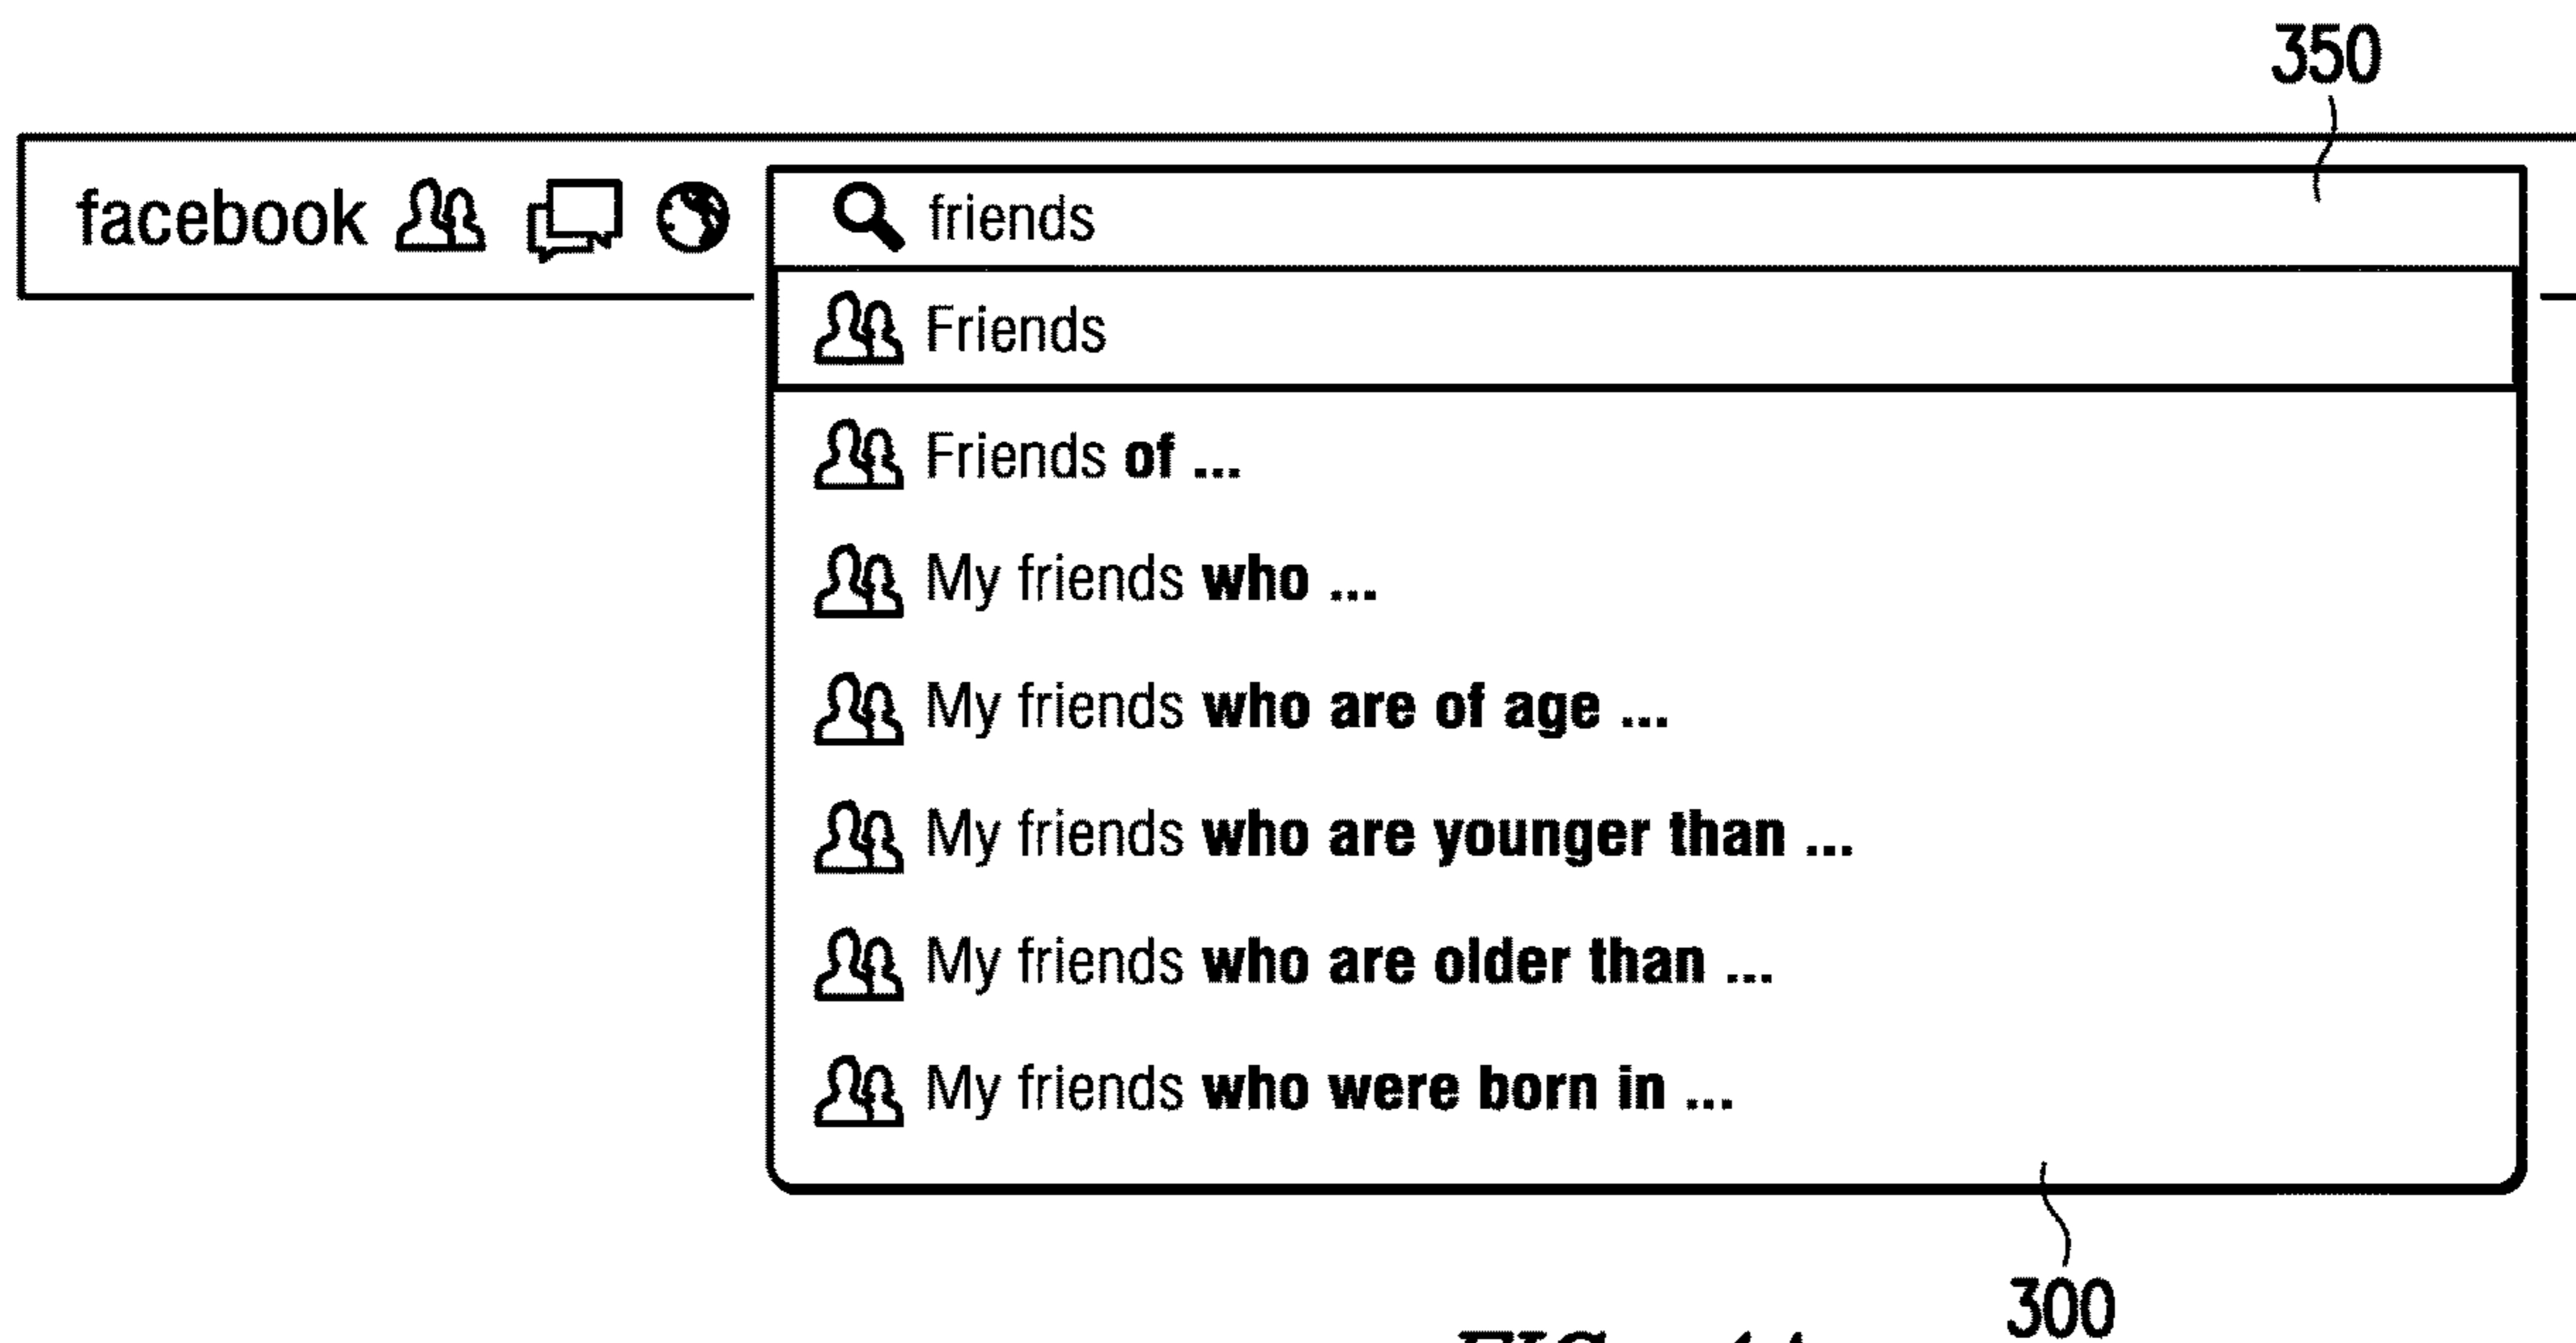 350
facebook
friends
Friends
Friends of ...
My friends who ...
My friends who are of age ...
My friends who are younger than ...
My friends who are older than ...
My friends who were born in ...
300